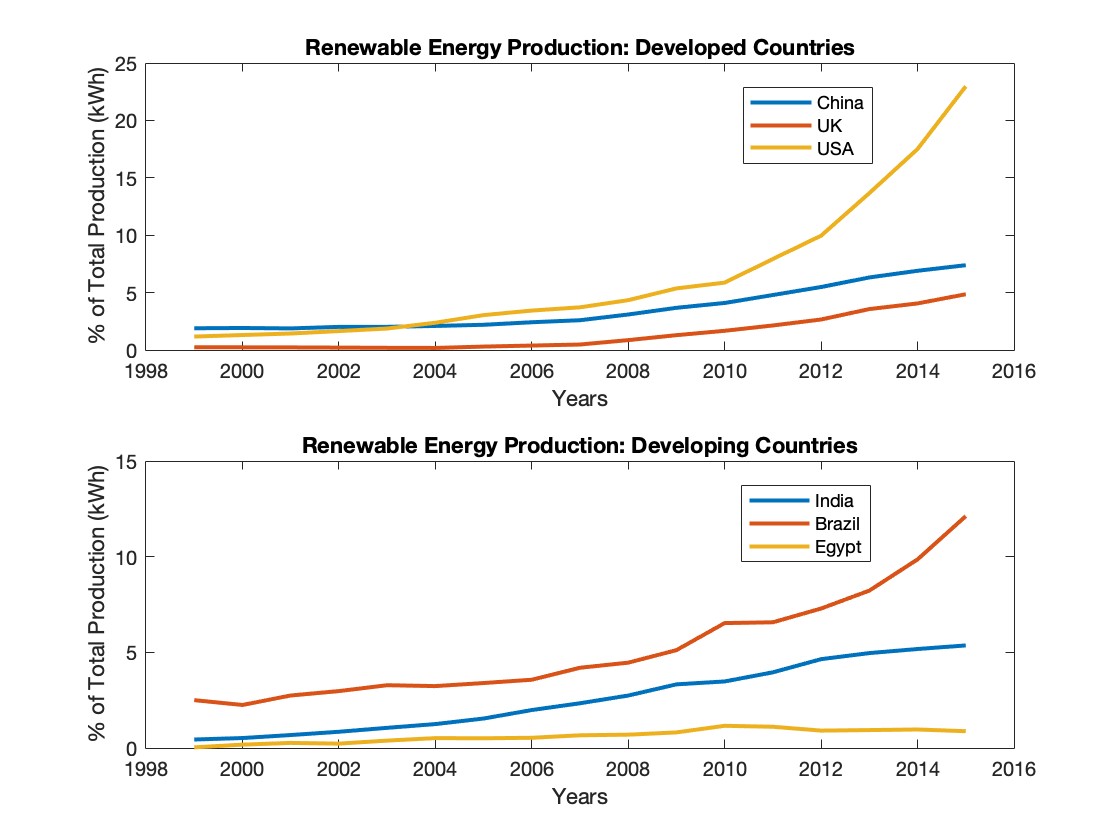 Renewable Energy Production: Developed Countries
% of Total Production (kWh)
25
20
15
10
5
0
China
UK
USA
1998 2000 2002 2004 2006 2008 2010 2012 2014 2016
Years
Renewable Energy Production: Developing Countries
% of Total Production (kWh)
15
10
5
0
India
Brazil
Egypt
1998 2000 2002 2004 2006 2008 2010 2012 2014 2016
Years